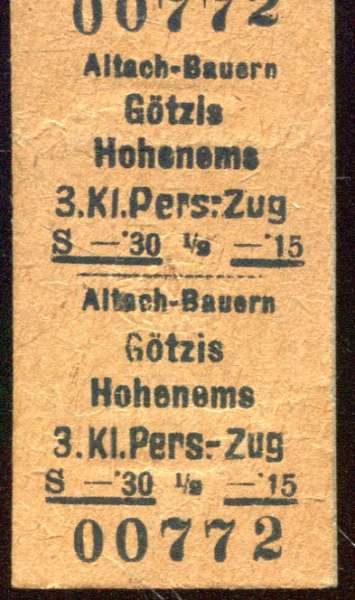 00772
Altach-Bauern
Götzis
Hohenems
3.Kl.Pers:Zug
S —˙30 ½ —˙15
Altach-Bauern
Götzis
Hohenems
3.Kl.Pers.-Zug
S —˙30 ½ —˙15
00772